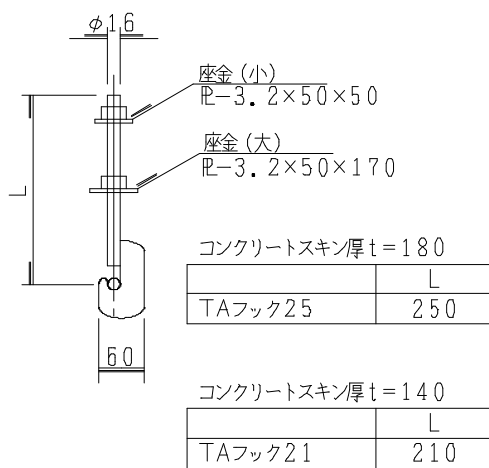 φ16
座金(小)
PL-3.2×50×50
座金(大)
PL-3.2×50×170
L
60
コンクリートスキン厚t=180
L
TAフック25 250
コンクリートスキン厚t=140
L
TAフック21 210